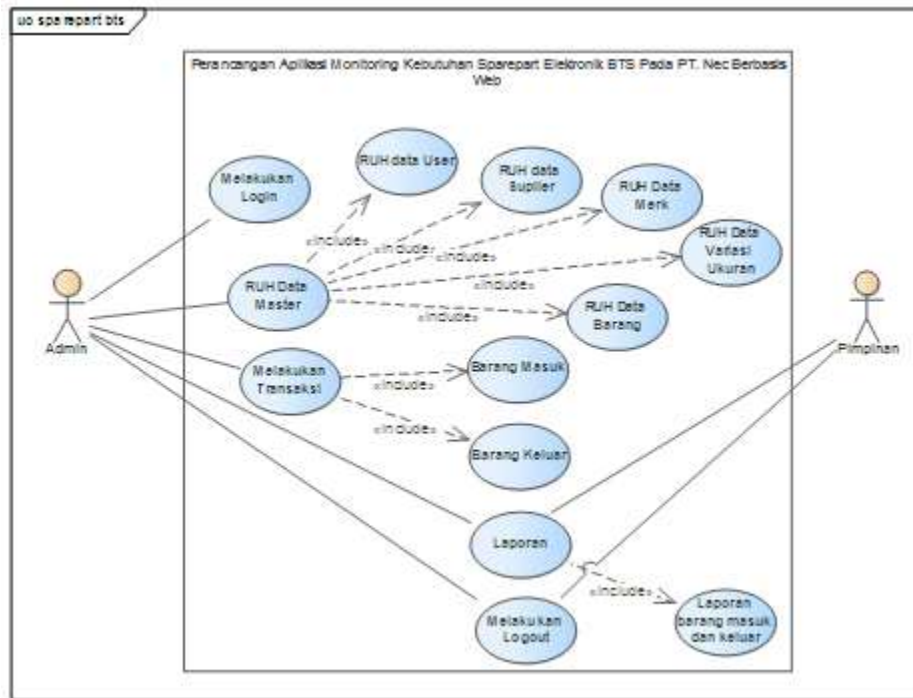 uc sparepart bts
Perancangan Aplikasi Monitoring Kebutuhan Sparepart Elektronik BTS Pada PT. Nec Berbasis
Web
RUH data User
RUH data
Suplier
RUH Data
Merk
Melakukan
Login
RUH Data
Variasi
Ukuran
«include»
«include»
«include»
«include»
RUH Data
Master
RUH Data
Barang
«include»
Admin
Pimpinan
Melakukan
Transaksi
Barang Masuk
«include»
«include»
Barang Keluar
Laporan
«include»
Melakukan
Logout
Laporan
barang masuk
dan keluar